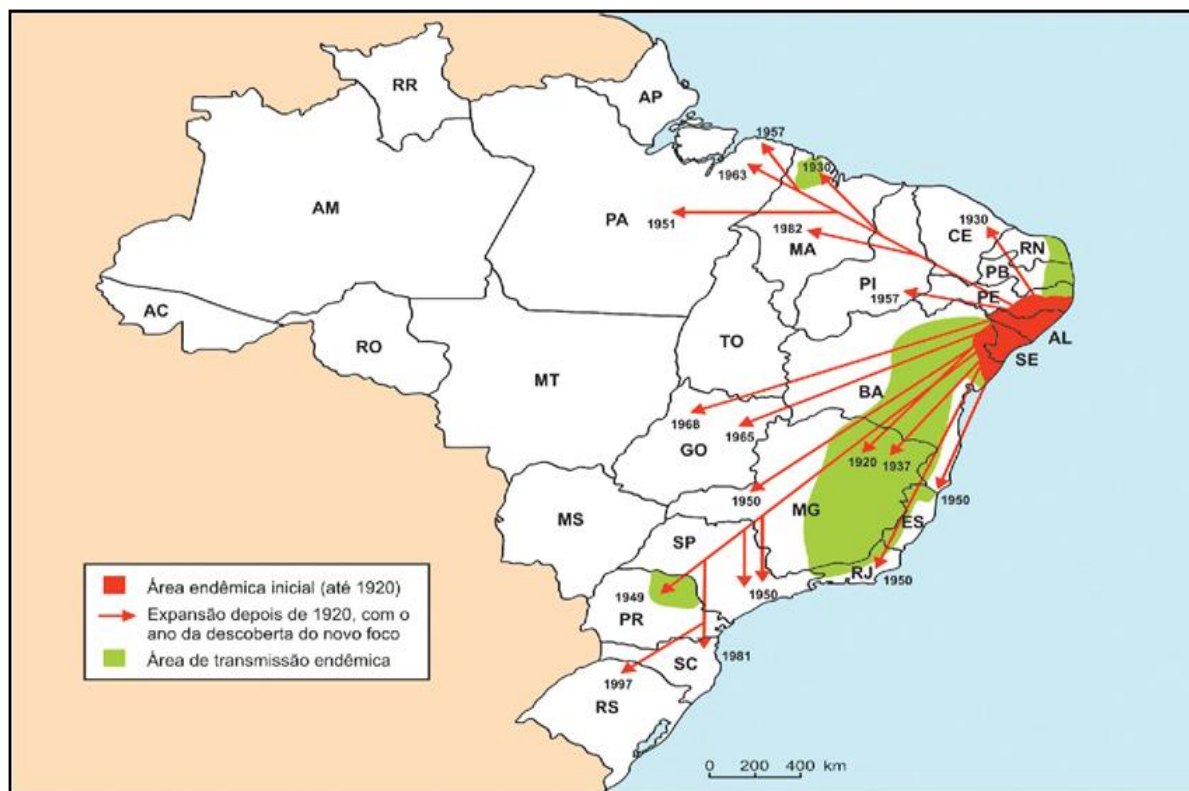 RR
AP
1957
1963
1930
AM
PA
1951
1982
MA
CE
1930
RN
PB
PI
1957
PE
AC
AL
RO
TO
SE
MT
BA
1968
1965
GO
1920
1937
1950
MG
1950
MS
ES
SP
RJ
1950
1950
1949
PR
SC
1981
1997
RS
Área endêmica inicial (até 1920)
Expansão depois de 1920, com o
ano da descoberta do novo foco
Área de transmissão endêmica
0 200 400 km